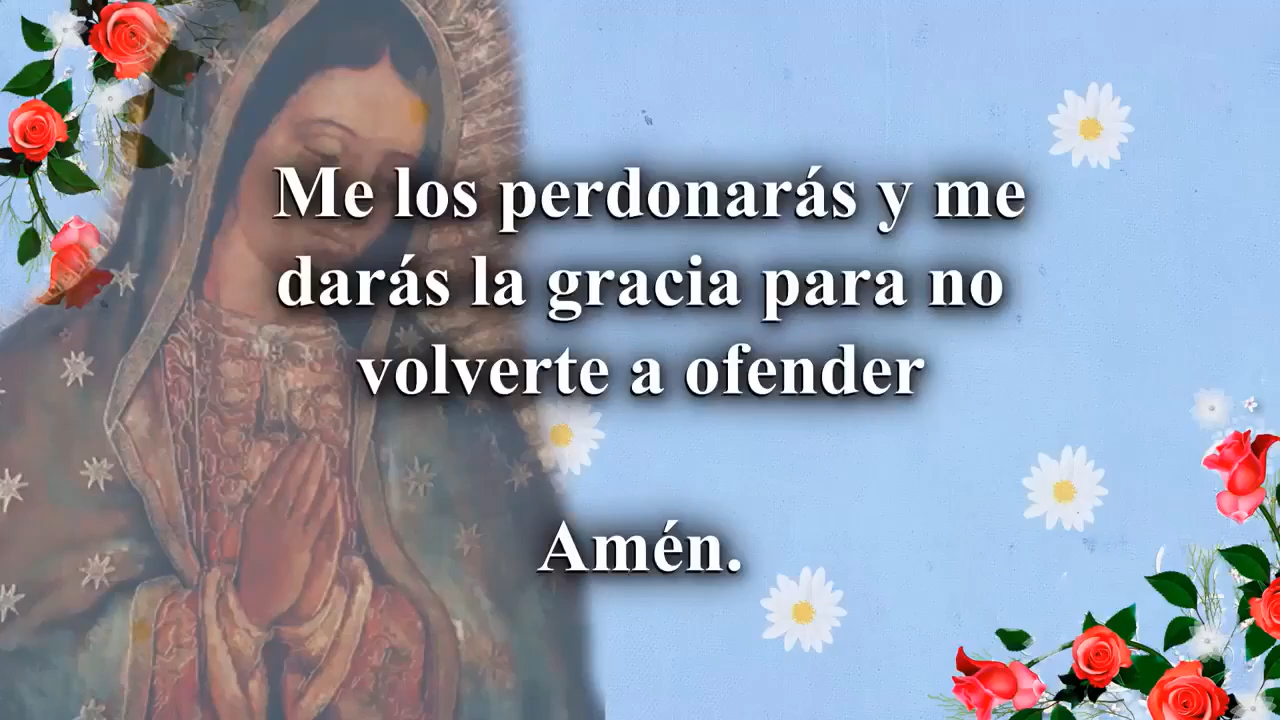 Me los perdonarás y me
darás la gracia para no
volverte a ofender
Amén.